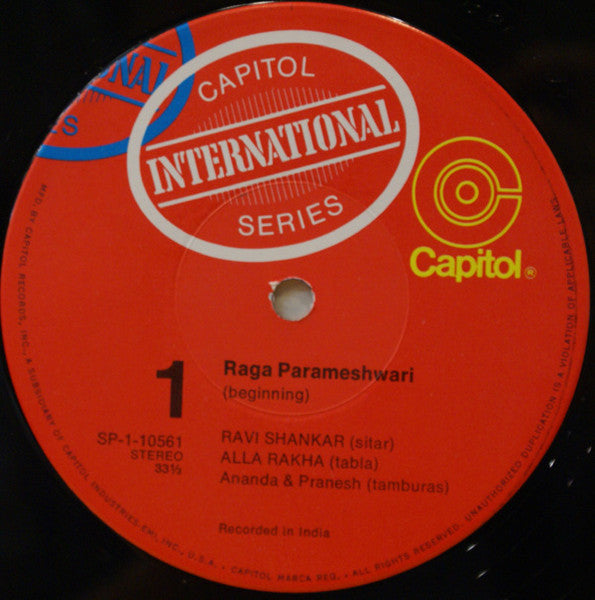 NAL
ES
CAPITOL
INTERNATIONAL
SERIES
Capitol®
1
Raga Parameshwari
(beginning)
SP-1-10561
STEREO
33⅓
RAVI SHANKAR (sitar)
ALLA RAKHA (tabla)
Ananda & Pranesh (tamburas)
Recorded in India
MFD. BY CAPITOL RECORDS, INC., A SUBSIDIARY OF CAPITOL INDUSTRIES-EMI, INC., U.S.A. • CAPITOL MARCA REG. • ALL RIGHTS RESERVED. UNAUTHORIZED DUPLICATION IS A VIOLATION OF APPLICABLE LAWS.